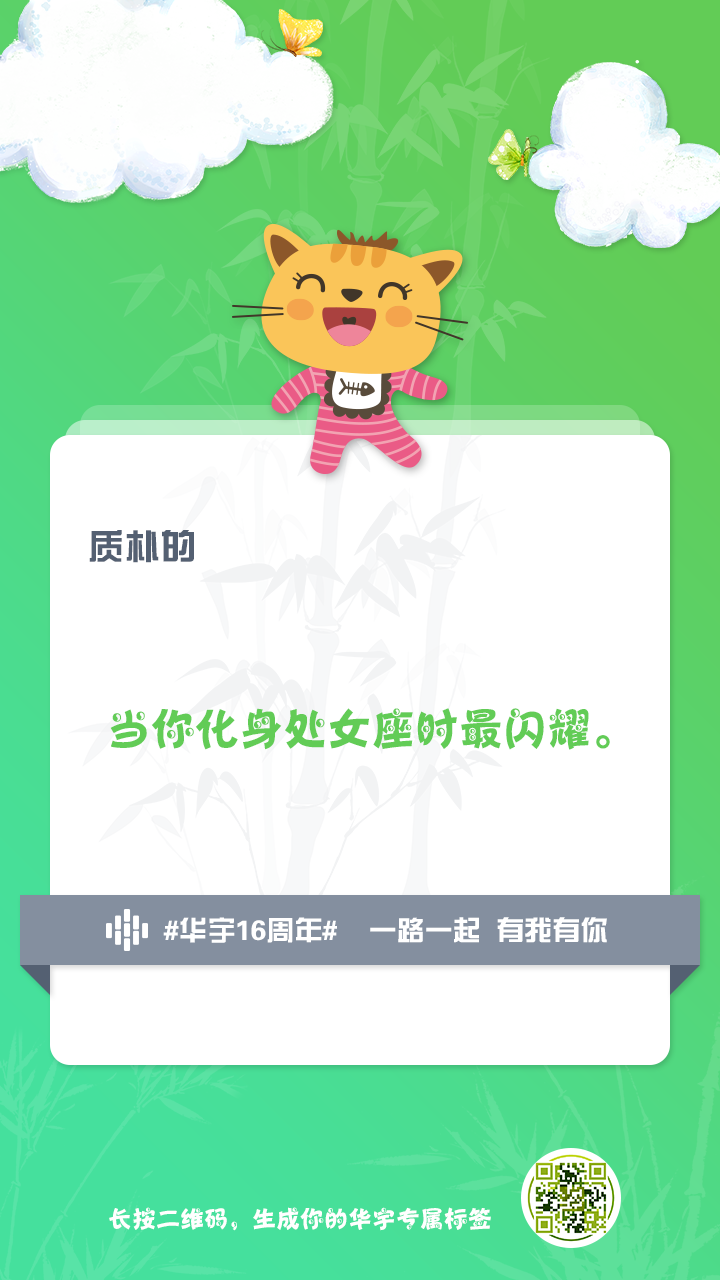 质朴的
当你化身处女座时最闪耀。
#华宇16周年# 一路一起 有我有你
长按二维码，生成你的华宇专属标签